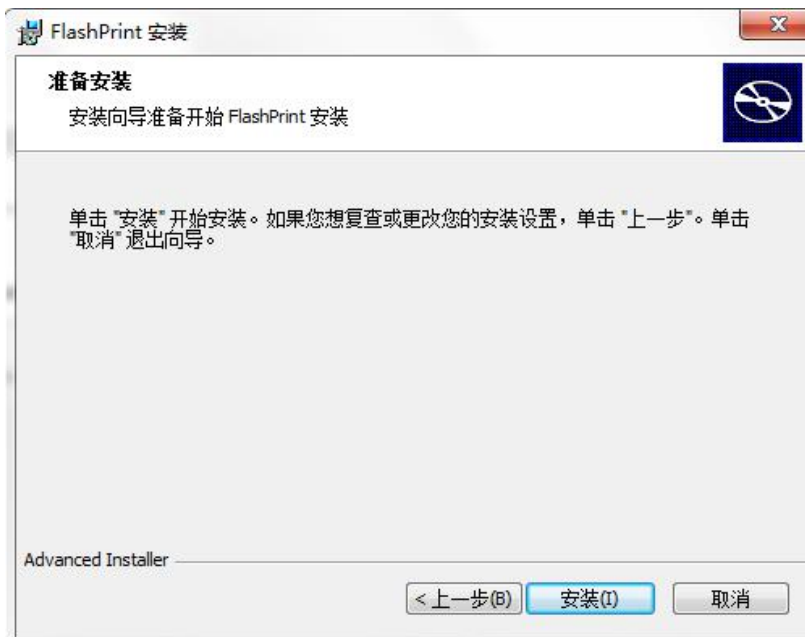 FlashPrint 安装
准备安装
安装向导准备开始 FlashPrint 安装
单击 "安装" 开始安装。如果您想复查或更改您的安装设置，单击 "上一步"。单击
"取消" 退出向导。
Advanced Installer
< 上一步(B) 安装(I) 取消